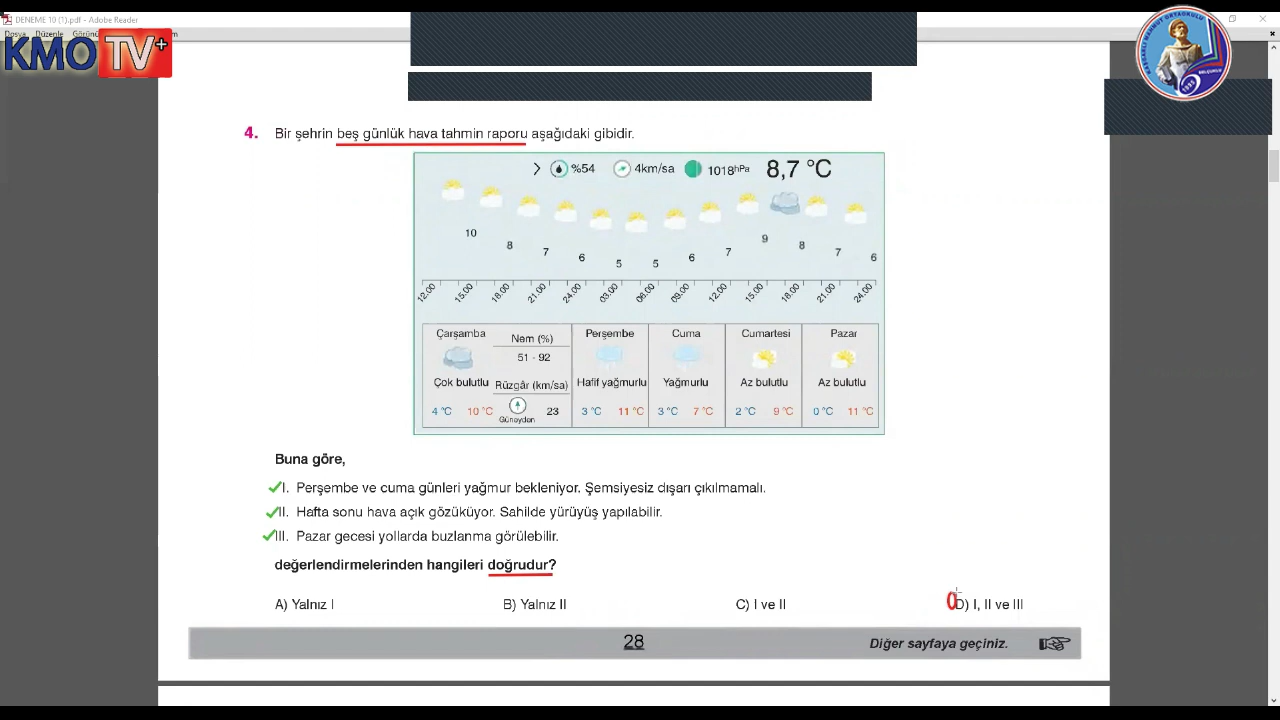 DENEME 10 (1).pdf - Adobe Reader
Dosya Düzenle
KMO TV+
4. Bir şehrin beş günlük hava tahmin raporu aşağıdaki gibidir.
%54 4km/sa 1018hPa 8,7 °C
10 8 7 6 5 5 6 7 9 8 7 6
12.00 15.00 18.00 21.00 24.00 03.00 06.00 09.00 12.00 15.00 18.00 21.00 24.00
Çarşamba Nem (%) Perşembe Cuma Cumartesi Pazar
51 - 92
Çok bulutlu Rüzgâr (km/sa) Hafif yağmurlu Yağmurlu Az bulutlu Az bulutlu
4 °C 10 °C 23 3 °C 11 °C 3 °C 7 °C 2 °C 9 °C 0 °C 11 °C
Güneyden
Buna göre,
I. Perşembe ve cuma günleri yağmur bekleniyor. Şemsiyesiz dışarı çıkılmamalı.
II. Hafta sonu hava açık gözüküyor. Sahilde yürüyüş yapılabilir.
III. Pazar gecesi yollarda buzlanma görülebilir.
değerlendirmelerinden hangileri doğrudur?
A) Yalnız I B) Yalnız II C) I ve II D) I, II ve III
28 Diğer sayfaya geçiniz.